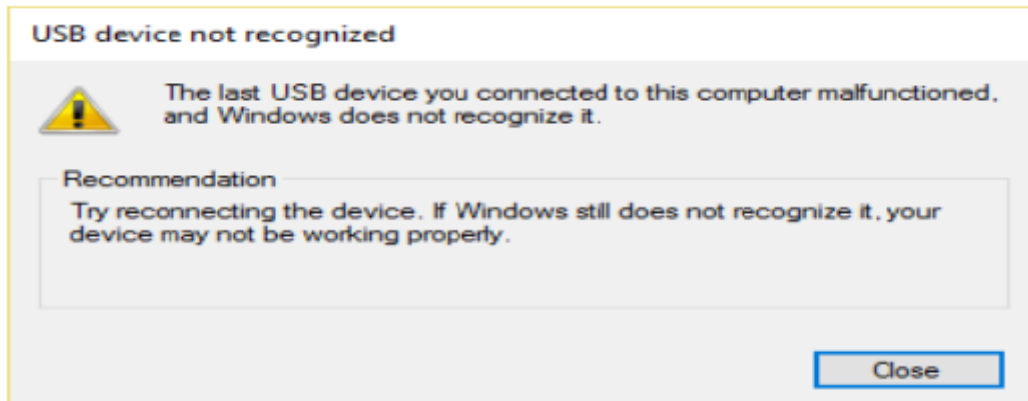 USB device not recognized
The last USB device you connected to this computer malfunctioned,
and Windows does not recognize it.
Recommendation
Try reconnecting the device. If Windows still does not recognize it, your
device may not be working properly.
Close